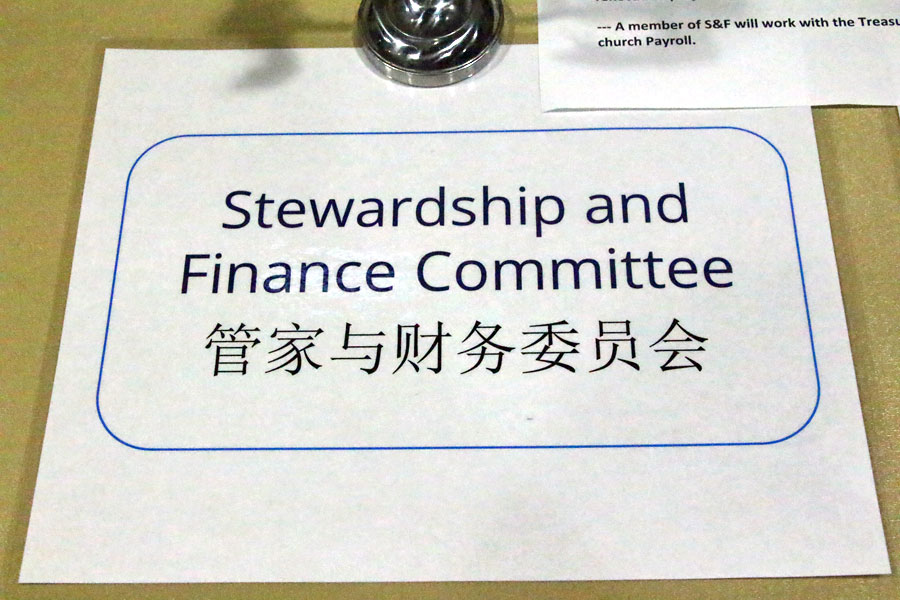 --- A member of S&F will work with the
church Payroll.
Stewardship and
Finance Committee
管家与财务委员会